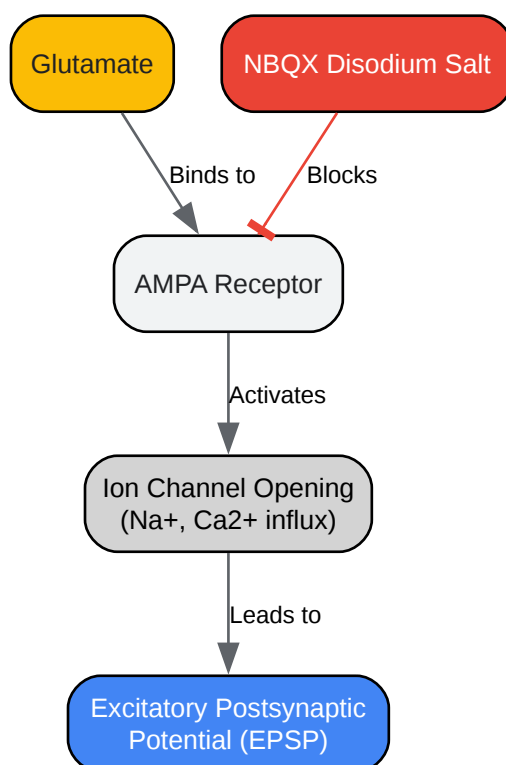 Glutamate
NBQX Disodium Salt
Binds to
Blocks
AMPA Receptor
Activates
Ion Channel Opening
(Na+, Ca2+ influx)
Leads to
Excitatory Postsynaptic
Potential (EPSP)